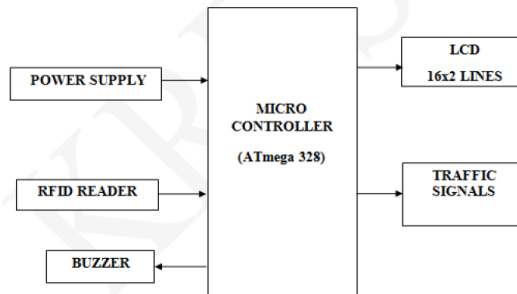 LCD
16x2 LINES
POWER SUPPLY
MICRO
CONTROLLER
(ATmega 328)
RFID READER
TRAFFIC
SIGNALS
BUZZER